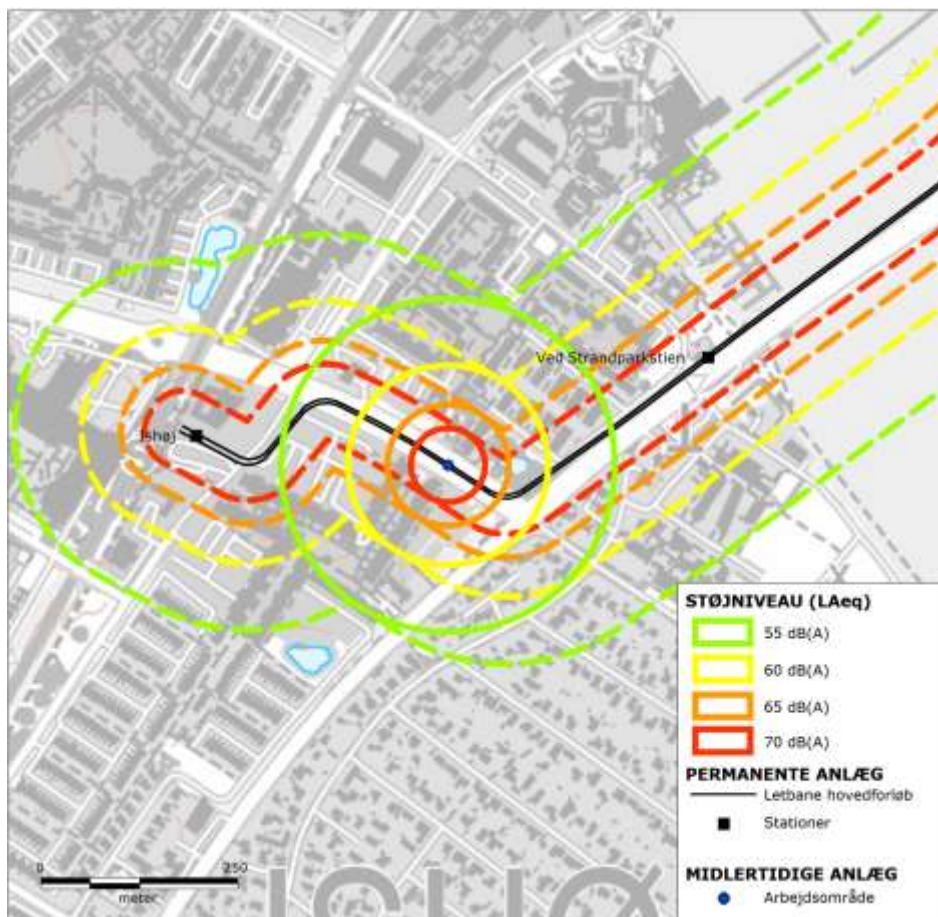 Ved Strandparkstien
Ishøj
STØJNIVEAU (LAeq)
55 dB(A)
60 dB(A)
65 dB(A)
70 dB(A)
PERMANENTE ANLÆG
Letbane hovedforløb
Stationer
MIDLERTIDIGE ANLÆG
Arbejdsområde
0 250
meter